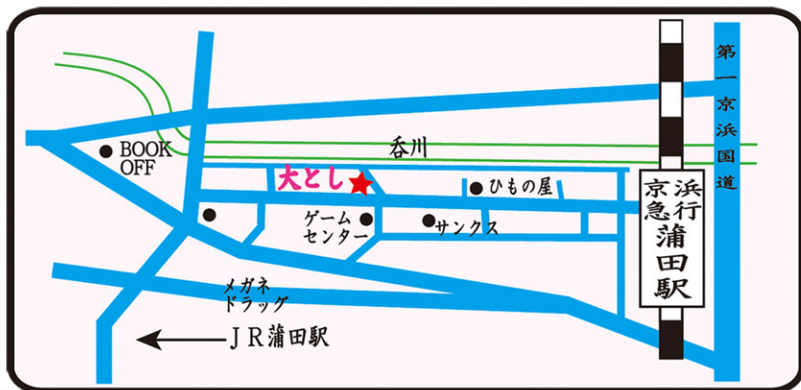 第一京浜国道
呑川
BOOK
OFF
大とし
ひもの屋
ゲーム
センター
サンクス
京急
浜行
蒲田駅
メガネ
ドラッグ
JR蒲田駅